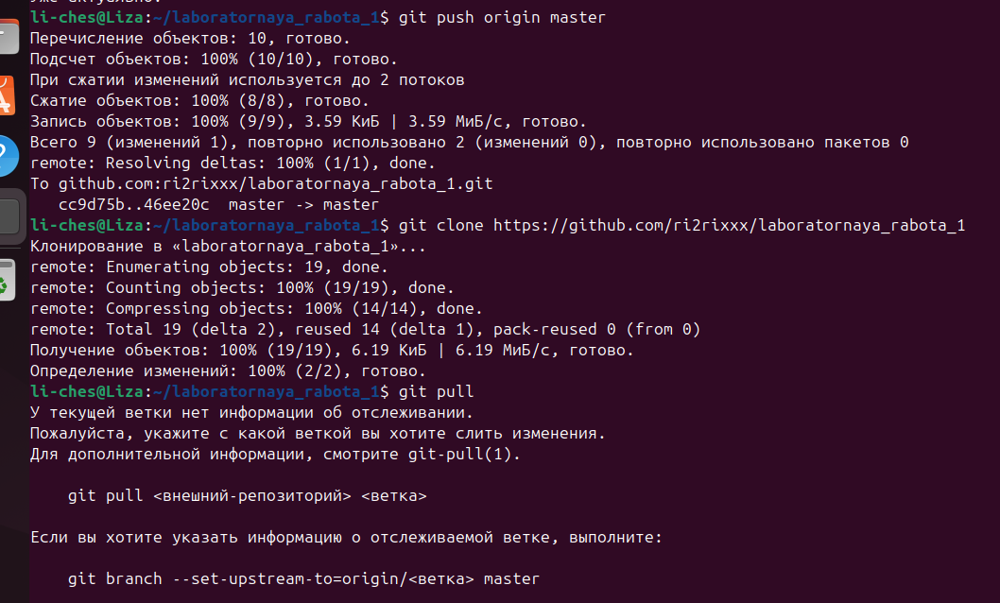 li-ches@Liza:~/laboratornaya_rabota_1$ git push origin master
Перечисление объектов: 10, готово.
Подсчет объектов: 100% (10/10), готово.
При сжатии изменений используется до 2 потоков
Сжатие объектов: 100% (8/8), готово.
Запись объектов: 100% (9/9), 3.59 КиБ | 3.59 МиБ/с, готово.
Всего 9 (изменений 1), повторно использовано 2 (изменений 0), повторно использовано пакетов 0
remote: Resolving deltas: 100% (1/1), done.
To github.com:ri2rixxx/laboratornaya_rabota_1.git
   cc9d75b..46ee20c  master -> master
li-ches@Liza:~/laboratornaya_rabota_1$ git clone https://github.com/ri2rixxx/laboratornaya_rabota_1
Клонирование в «laboratornaya_rabota_1»...
remote: Enumerating objects: 19, done.
remote: Counting objects: 100% (19/19), done.
remote: Compressing objects: 100% (14/14), done.
remote: Total 19 (delta 2), reused 14 (delta 1), pack-reused 0 (from 0)
Получение объектов: 100% (19/19), 6.19 КиБ | 6.19 МиБ/с, готово.
Определение изменений: 100% (2/2), готово.
li-ches@Liza:~/laboratornaya_rabota_1$ git pull
У текущей ветки нет информации об отслеживании.
Пожалуйста, укажите с какой веткой вы хотите слить изменения.
Для дополнительной информации, смотрите git-pull(1).

    git pull <внешний-репозиторий> <ветка>

Если вы хотите указать информацию о отслеживаемой ветке, выполните:

    git branch --set-upstream-to=origin/<ветка> master